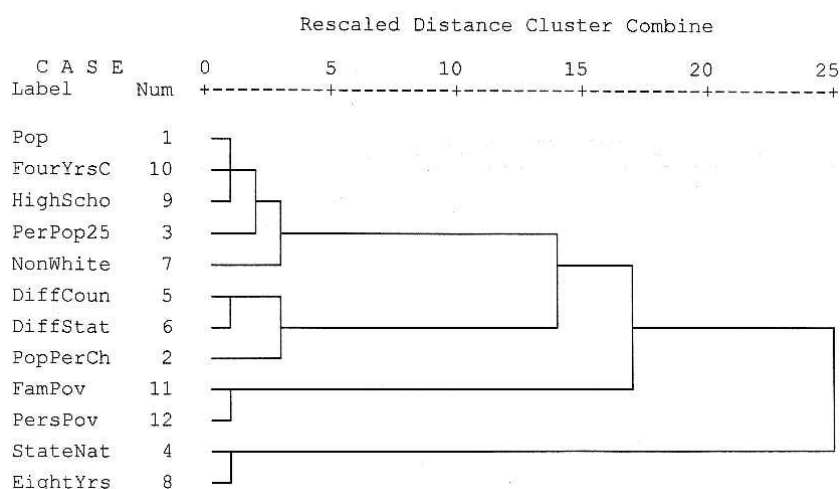 Rescaled Distance Cluster Combine
C A S E 0 5 10 15 20 25
Label Num +---------+---------+---------+---------+---------+
Pop 1
FourYrsC 10
HighScho 9
PerPop25 3
NonWhite 7
DiffCoun 5
DiffStat 6
PopPerCh 2
FamPov 11
PersPov 12
StateNat 4
EightYrs 8